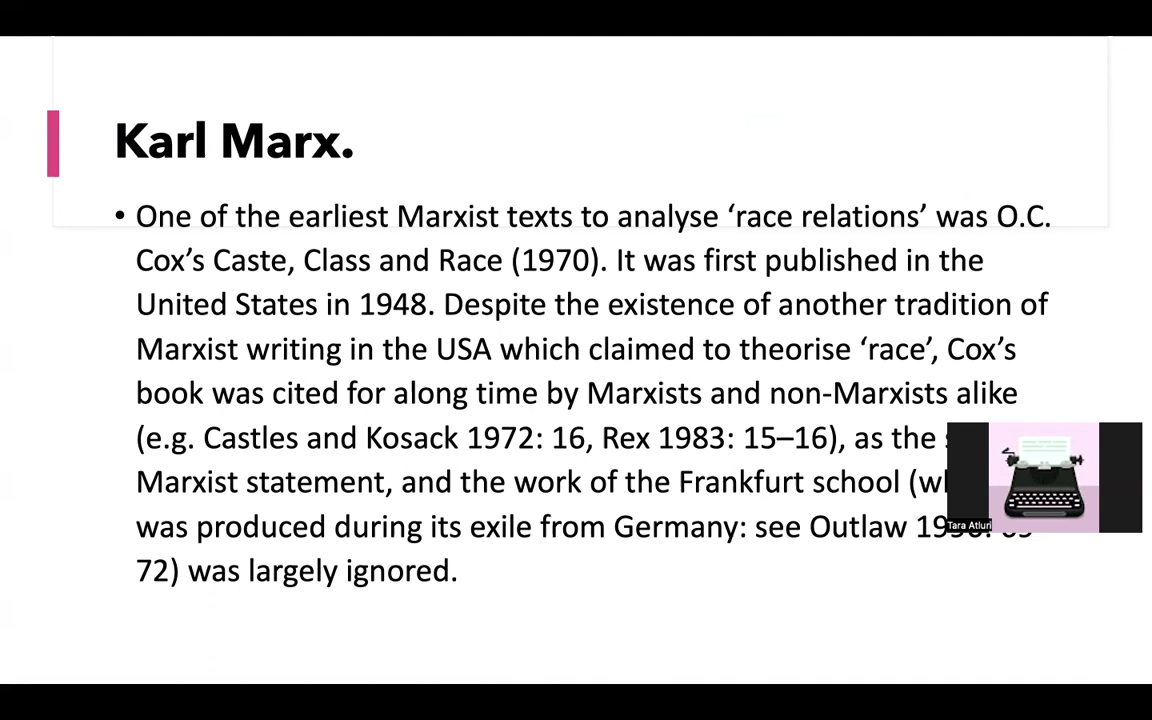 Karl Marx.
• One of the earliest Marxist texts to analyse ‘race relations’ was O.C.
Cox’s Caste, Class and Race (1970). It was first published in the
United States in 1948. Despite the existence of another tradition of
Marxist writing in the USA which claimed to theorise ‘race’, Cox’s
book was cited for along time by Marxists and non-Marxists alike
(e.g. Castles and Kosack 1972: 16, Rex 1983: 15–16), as the
Marxist statement, and the work of the Frankfurt school
was produced during its exile from Germany: see Outlaw
72) was largely ignored.
Tara Atluri